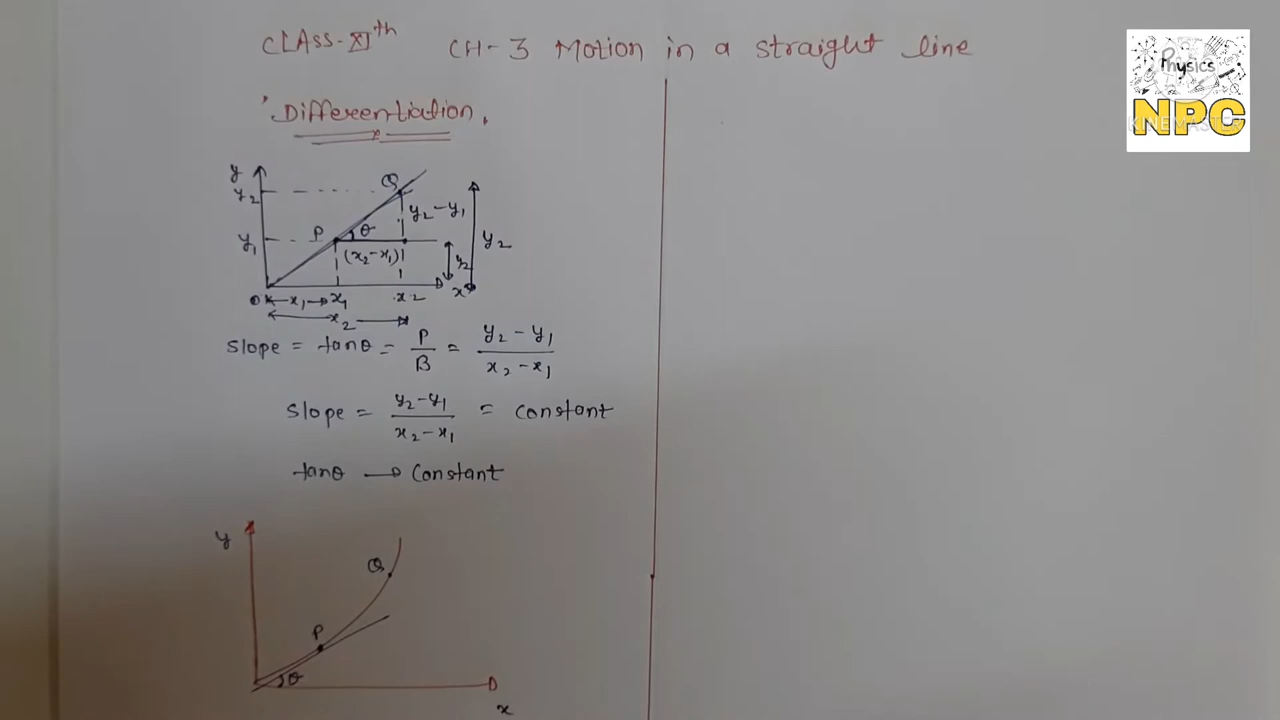 CLASS-XIth CH-3 Motion in a straight line
Physics
NPC
Differentiation.
y
y2 Q
y2-y1
y1 P θ y2
(x2-x1) y2
O x1 x1 x2 x
x2
Slope = tanθ = P/B = y2-y1/x2-x1
Slope = y2-y1/x2-x1 = Constant
tanθ → Constant
y
Q
P
θ
x